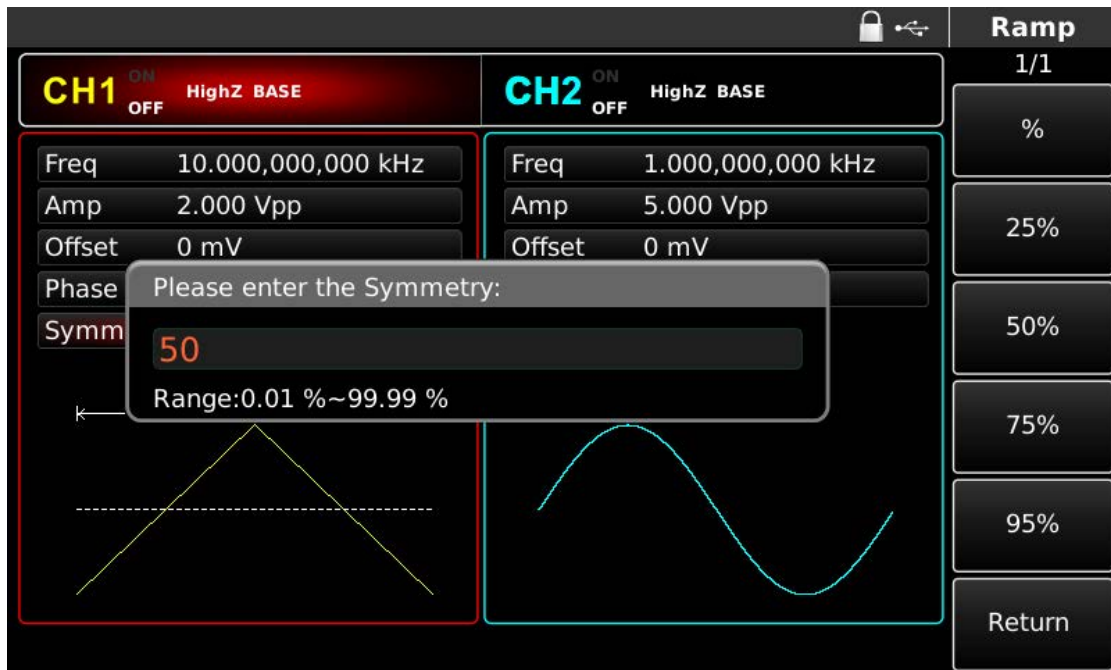 Ramp
1/1
CH1 ON OFF HighZ BASE
CH2 ON OFF HighZ BASE
Freq 10.000,000,000 kHz
Amp 2.000 Vpp
Offset 0 mV
Phase
Symm
Freq 1.000,000,000 kHz
Amp 5.000 Vpp
Offset 0 mV
Please enter the Symmetry:
50
Range:0.01 %~99.99 %
%
25%
50%
75%
95%
Return